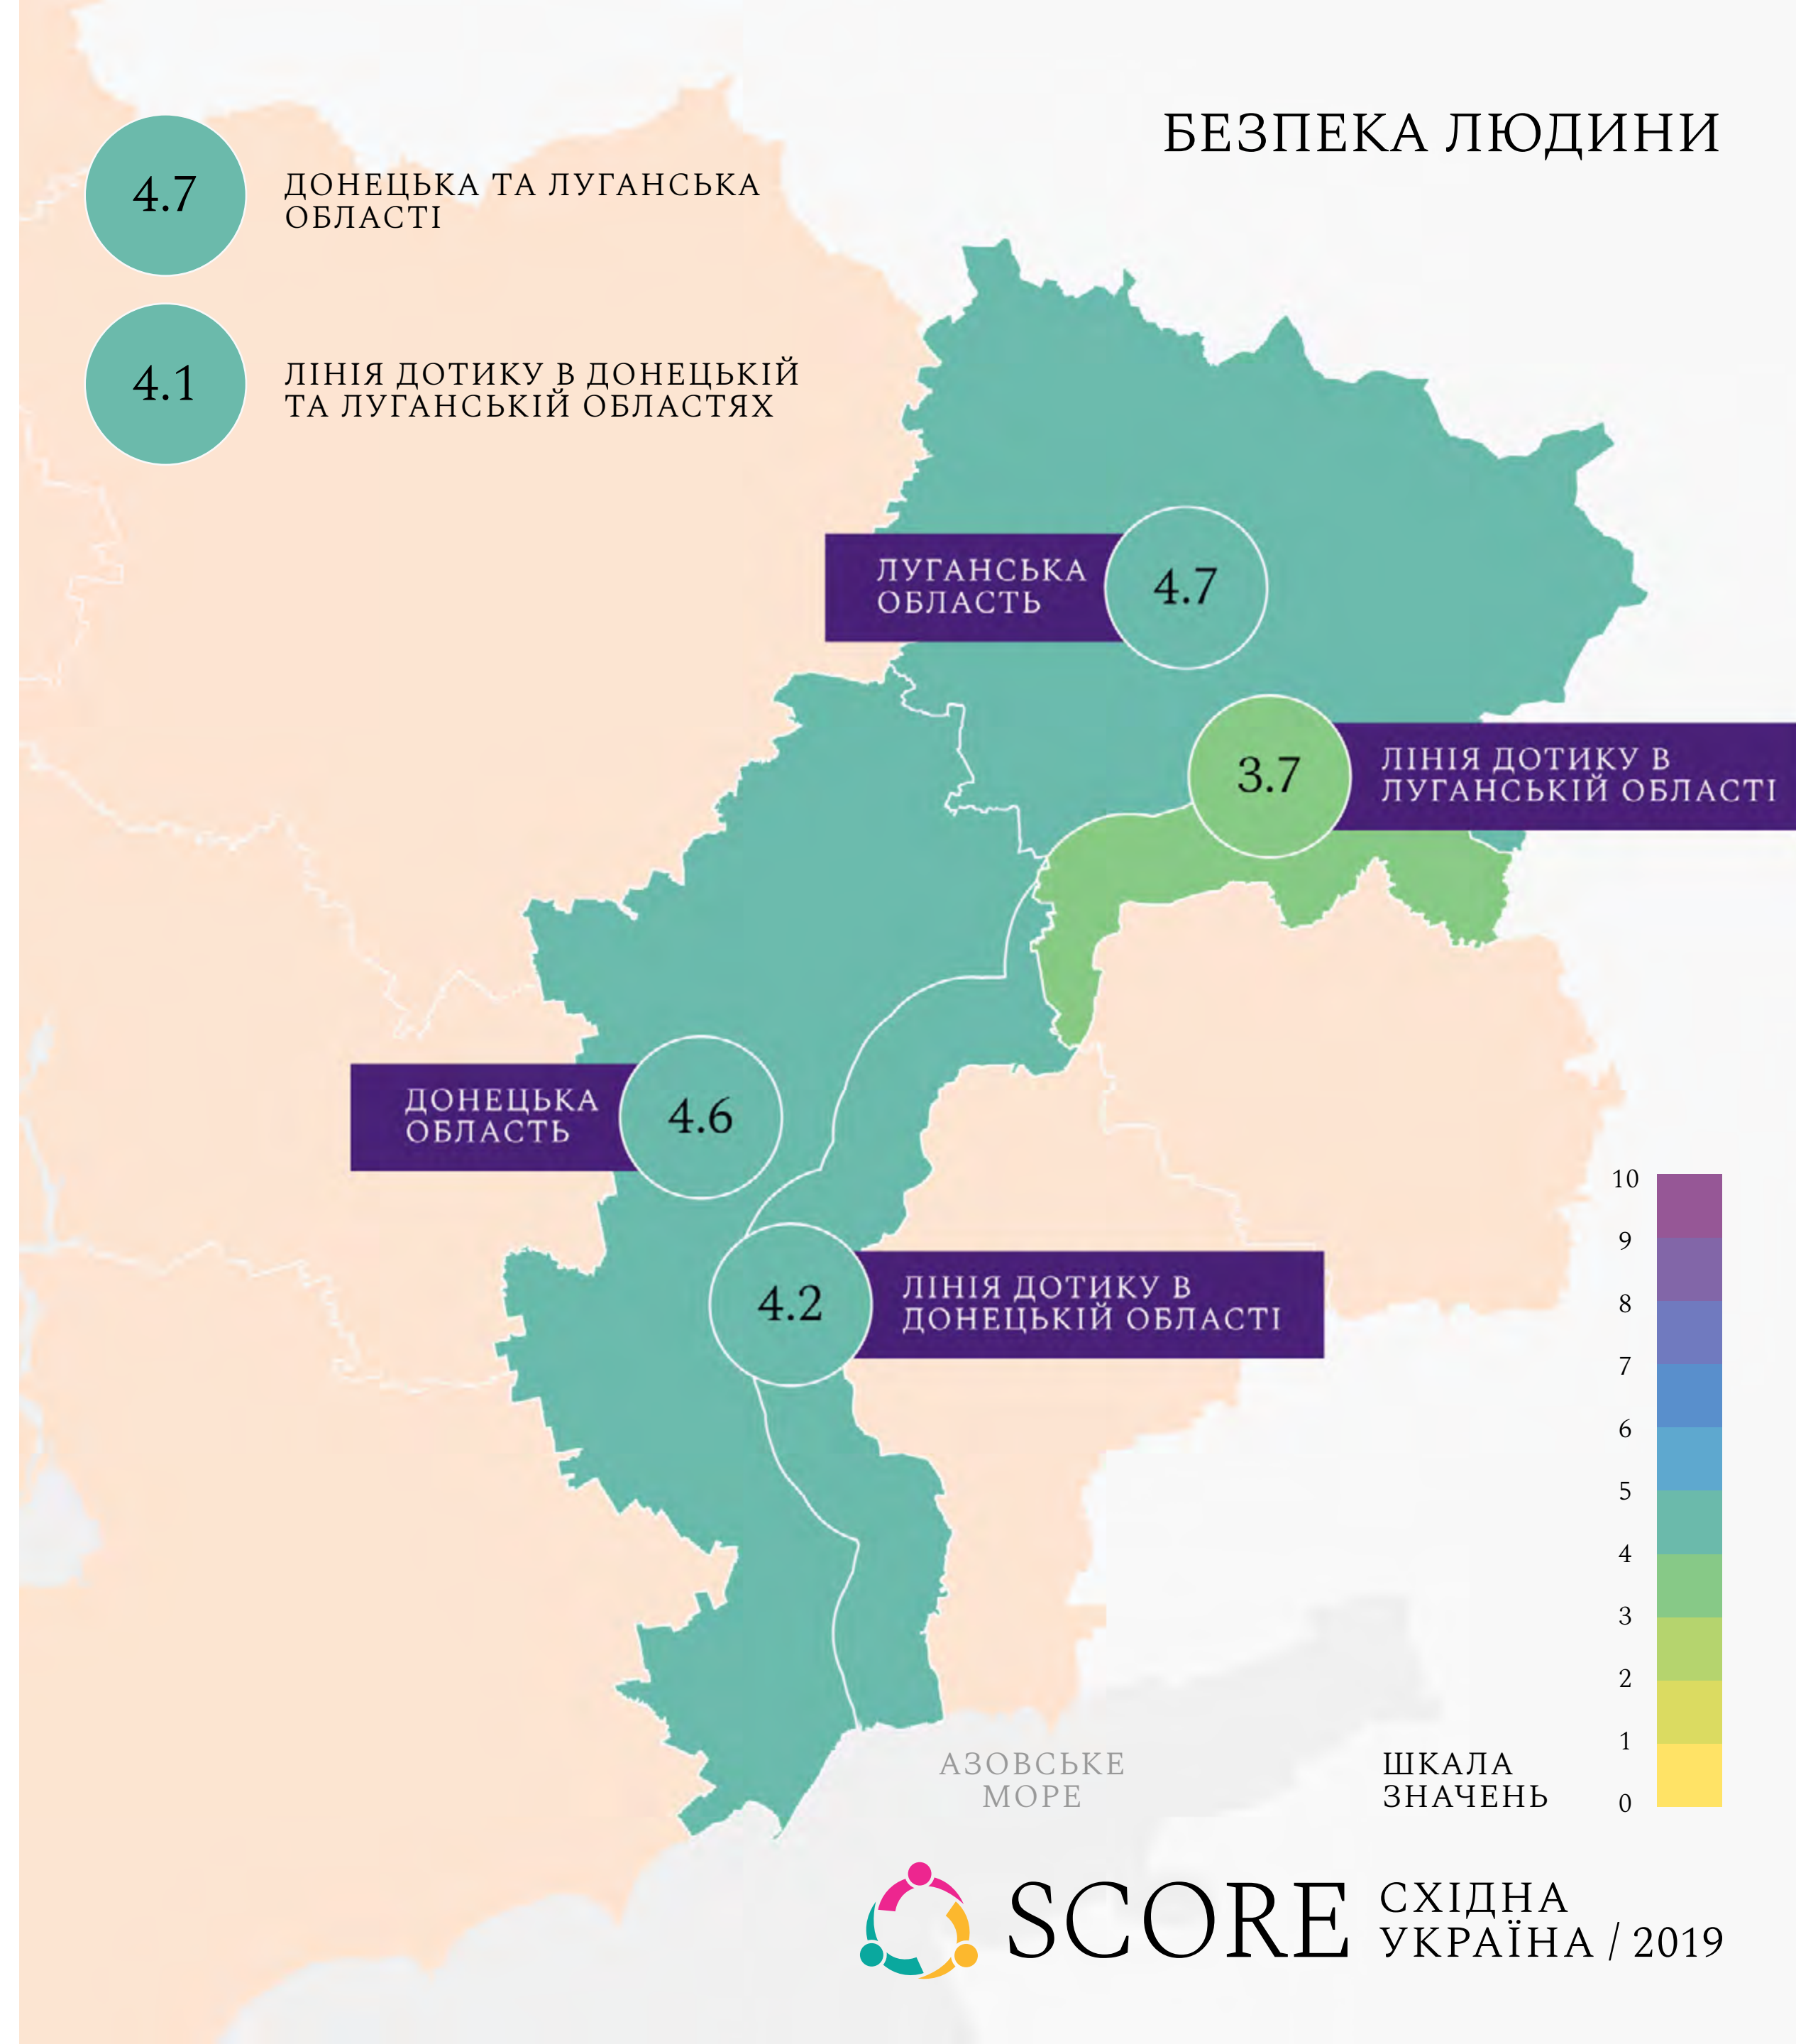 БЕЗПЕКА ЛЮДИНИ
4.7
ДОНЕЦЬКА ТА ЛУГАНСЬКА
ОБЛАСТІ
4.1
ЛІНІЯ ДОТИКУ В ДОНЕЦЬКІЙ
ТА ЛУГАНСЬКІЙ ОБЛАСТЯХ
ЛУГАНСЬКА
ОБЛАСТЬ
4.7
3.7
ЛІНІЯ ДОТИКУ В
ЛУГАНСЬКІЙ ОБЛАСТІ
ДОНЕЦЬКА
ОБЛАСТЬ
4.6
4.2
ЛІНІЯ ДОТИКУ В
ДОНЕЦЬКІЙ ОБЛАСТІ
10
9
8
7
6
5
4
3
2
1
0
АЗОВСЬКЕ
МОРЕ
ШКАЛА
ЗНАЧЕНЬ
SCORE
СХІДНА
УКРАЇНА / 2019